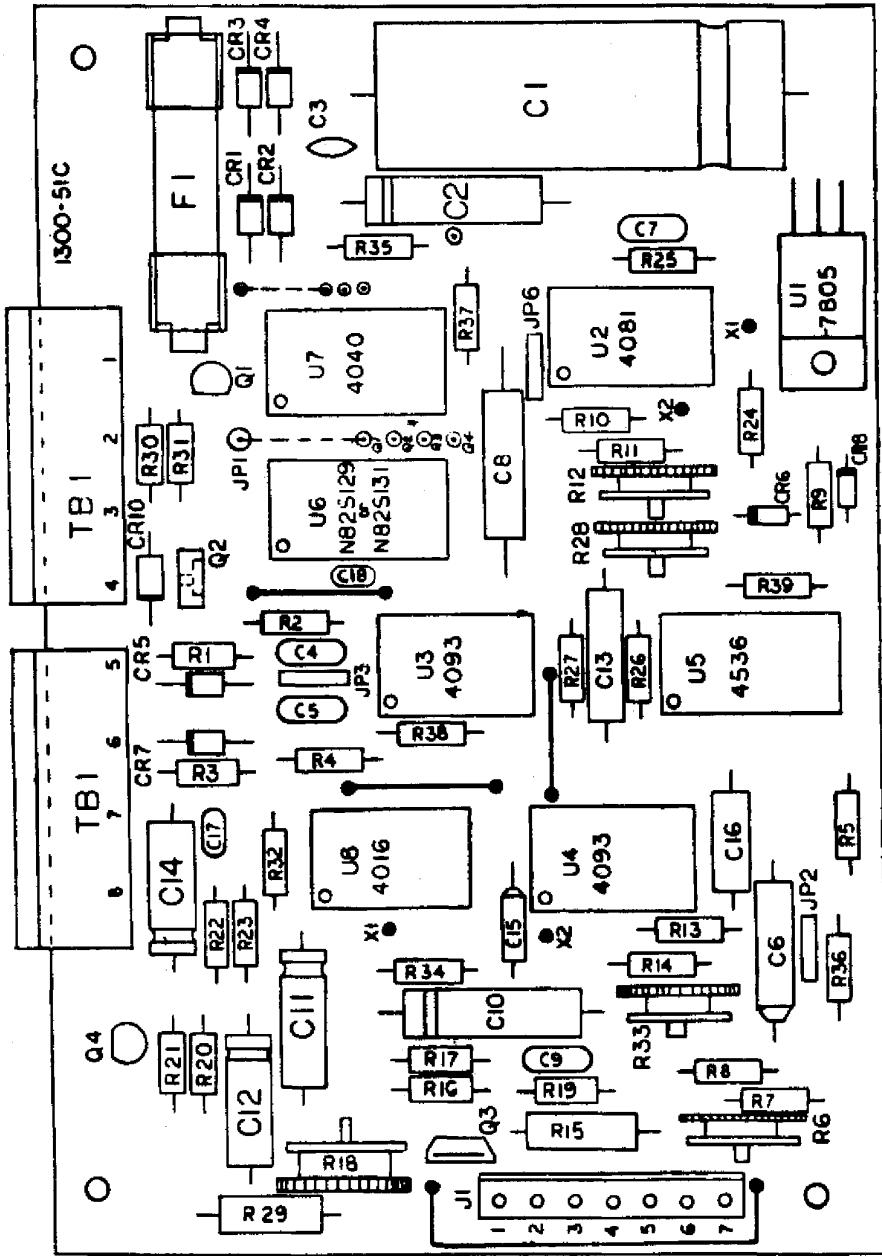 CR3
CR4
1300-51C
F1
C3
C1
CR1
CR2
C2
R35
C7
R25
U1
7805
TB1
1
2
3
4
Q1
U7
4040
R37
JP6
U2
4081
X1
X2
R30
R31
JP1
Q1
Q2
Q3
Q4
*
C8
R10
R11
R12
R24
CR10
Q2
U6
N82S129
or
N82S131
R28
CR6
R9
CR8
C18
R39
TB1
5
6
7
8
CR5
R1
R2
C4
JP3
C5
U3
4093
R27
C13
R26
U5
4536
CR7
R3
R4
R38
C14
C17
R32
U8
4016
U4
4093
C16
R5
R22
R23
X1
C15
X2
R13
C6
JP2
R36
C11
R34
R14
C10
R33
Q4
R21
R20
C12
R17
R16
C9
R19
R8
R7
R6
R18
Q3
R15
R29
J1
1
2
3
4
5
6
7